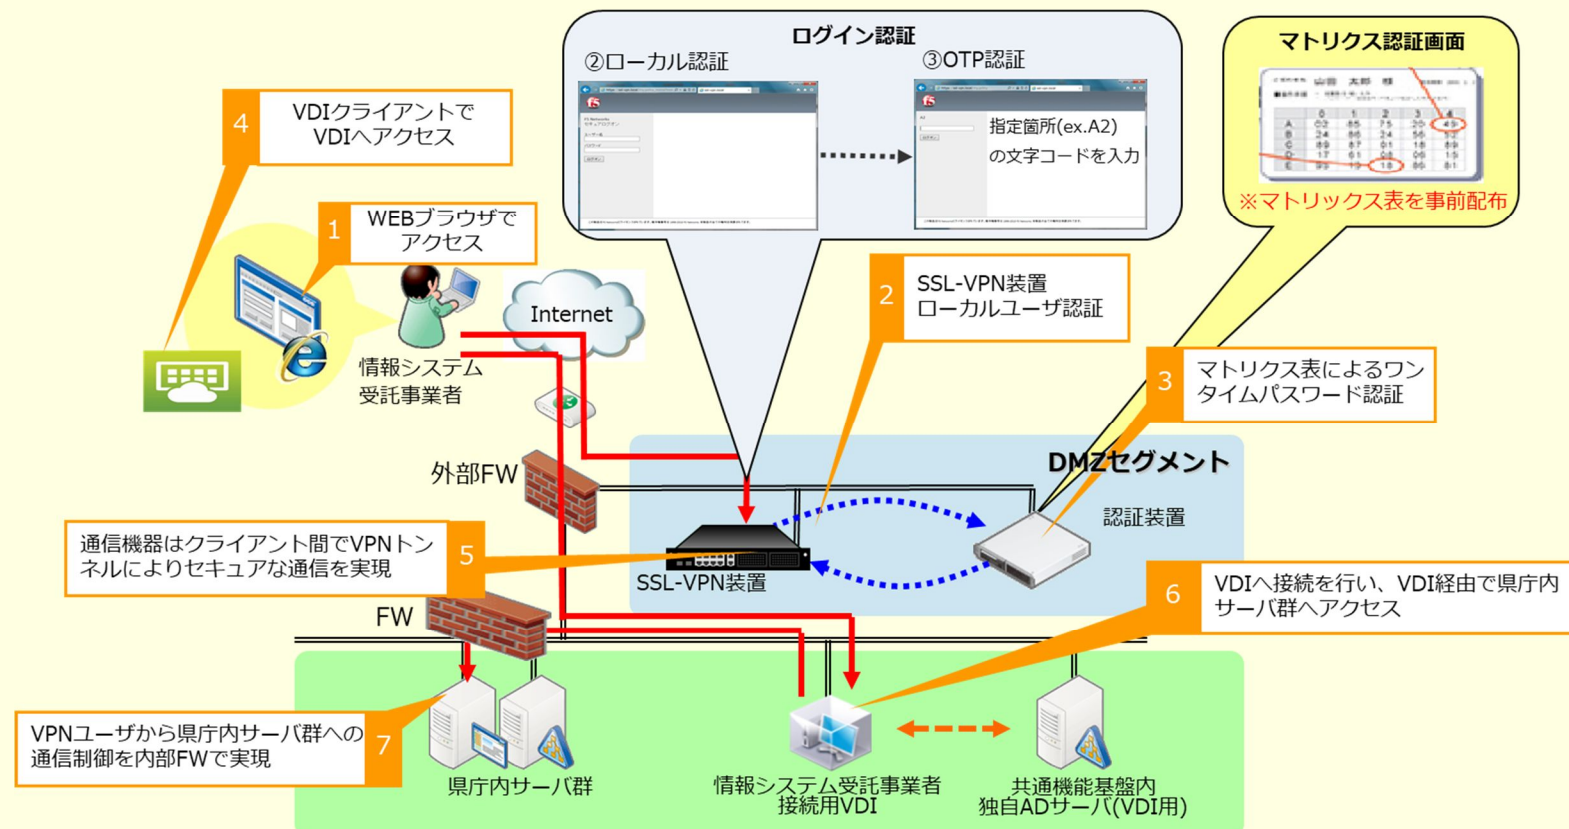 ログイン認証
②ローカル認証
③OTP認証
指定箇所(ex.A2)
の文字コードを入力
マトリクス認証画面
※マトリックス表を事前配布
4
VDIクライアントで
VDIへアクセス
1
WEBブラウザで
アクセス
Internet
情報システム
受託事業者
2
SSL-VPN装置
ローカルユーザ認証
3
マトリクス表によるワン
タイムパスワード認証
外部FW
DMZセグメント
認証装置
SSL-VPN装置
通信機器はクライアント間でVPNトン
ネルによりセキュアな通信を実現
5
6
VDIへ接続を行い、VDI経由で県庁内
サーバ群へアクセス
FW
VPNユーザから県庁内サーバ群への
通信制御を内部FWで実現
7
県庁内サーバ群
情報システム受託事業者
接続用VDI
共通機能基盤内
独自ADサーバ(VDI用)